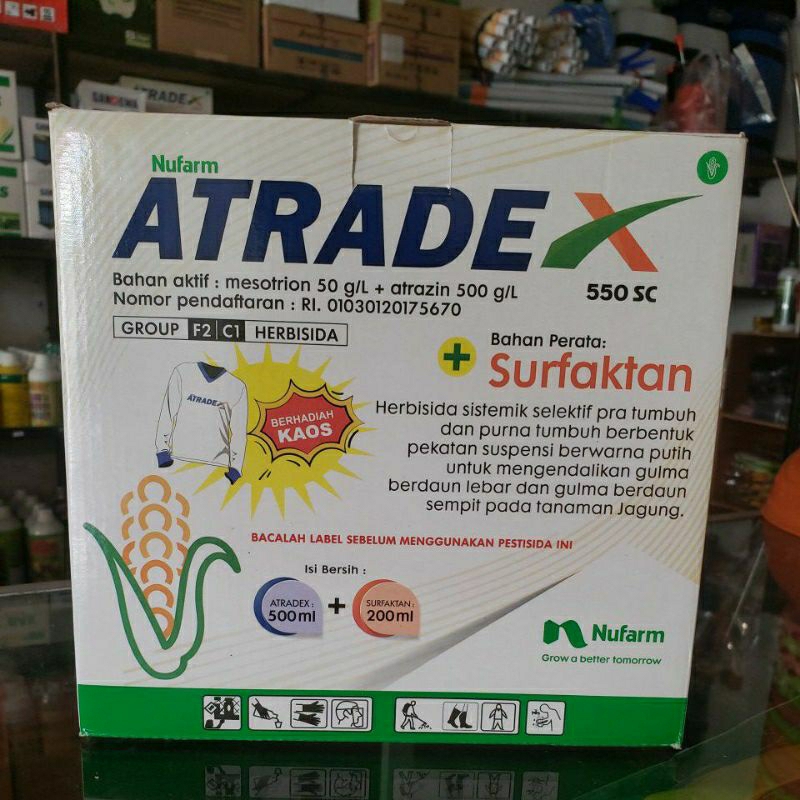 GANDEWA
ATRADEX
Nufarm
ATRADEX
550 SC
Bahan aktif : mesotrion 50 g/L + atrazin 500 g/L
Nomor pendaftaran : RI. 01030120175670
GROUP F2 C1 HERBISIDA
+ Bahan Perata:
Surfaktan
ATRADEX
BERHADIAH
KAOS
Herbisida sistemik selektif pra tumbuh
dan purna tumbuh berbentuk
pekatan suspensi berwarna putih
untuk mengendalikan gulma
berdaun lebar dan gulma berdaun
sempit pada tanaman Jagung.
BACALAH LABEL SEBELUM MENGGUNAKAN PESTISIDA INI
Isi Bersih :
ATRADEX :
500ml
+
SURFAKTAN :
200ml
Nufarm
Grow a better tomorrow